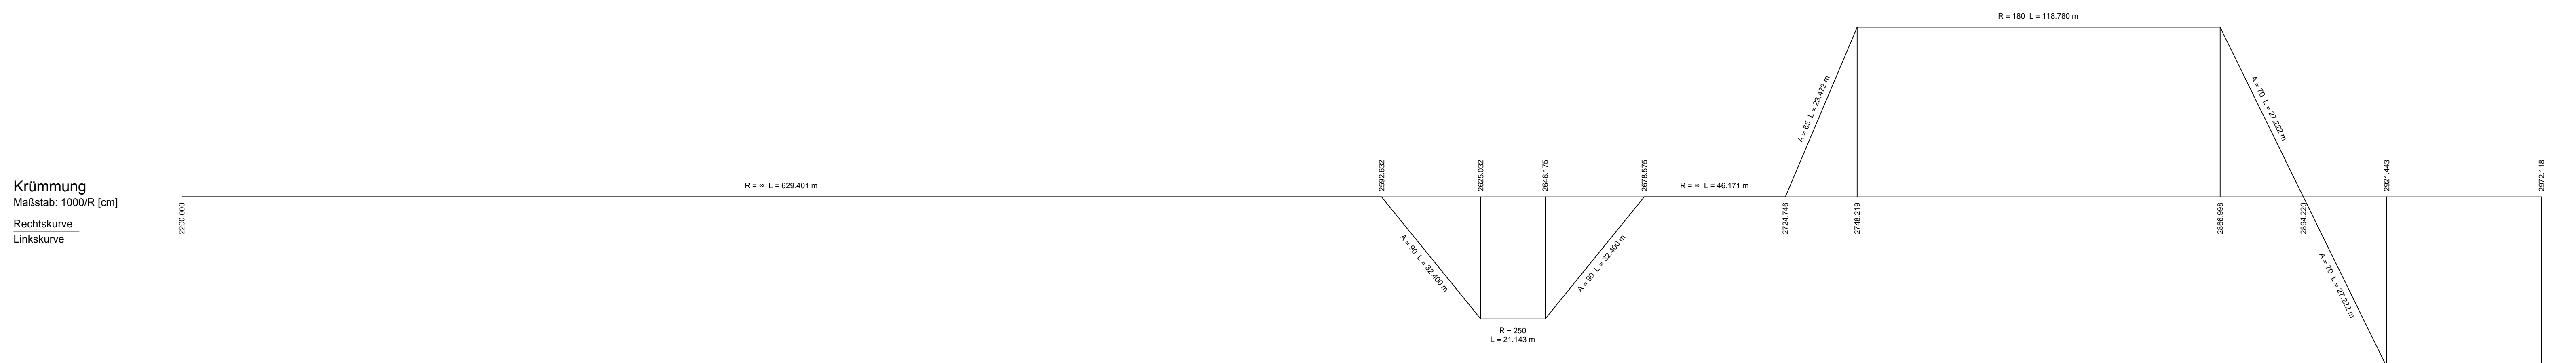 R = 180 L = 118.780 m
A = 65 L = 23.472 m
A = 70 L = 27.222 m
2592.632
2625.032
2646.175
2678.575
2921.443
2972.118
Krümmung
Maßstab: 1000/R [cm]
Rechtskurve
Linkskurve
R = ∞ L = 629.401 m
R = ∞ L = 46.171 m
2200.000
2724.746
2748.219
2866.998
2894.220
A = 90 L = 32.400 m
A = 90 L = 32.400 m
A = 70 L = 27.222 m
R = 250
L = 21.143 m